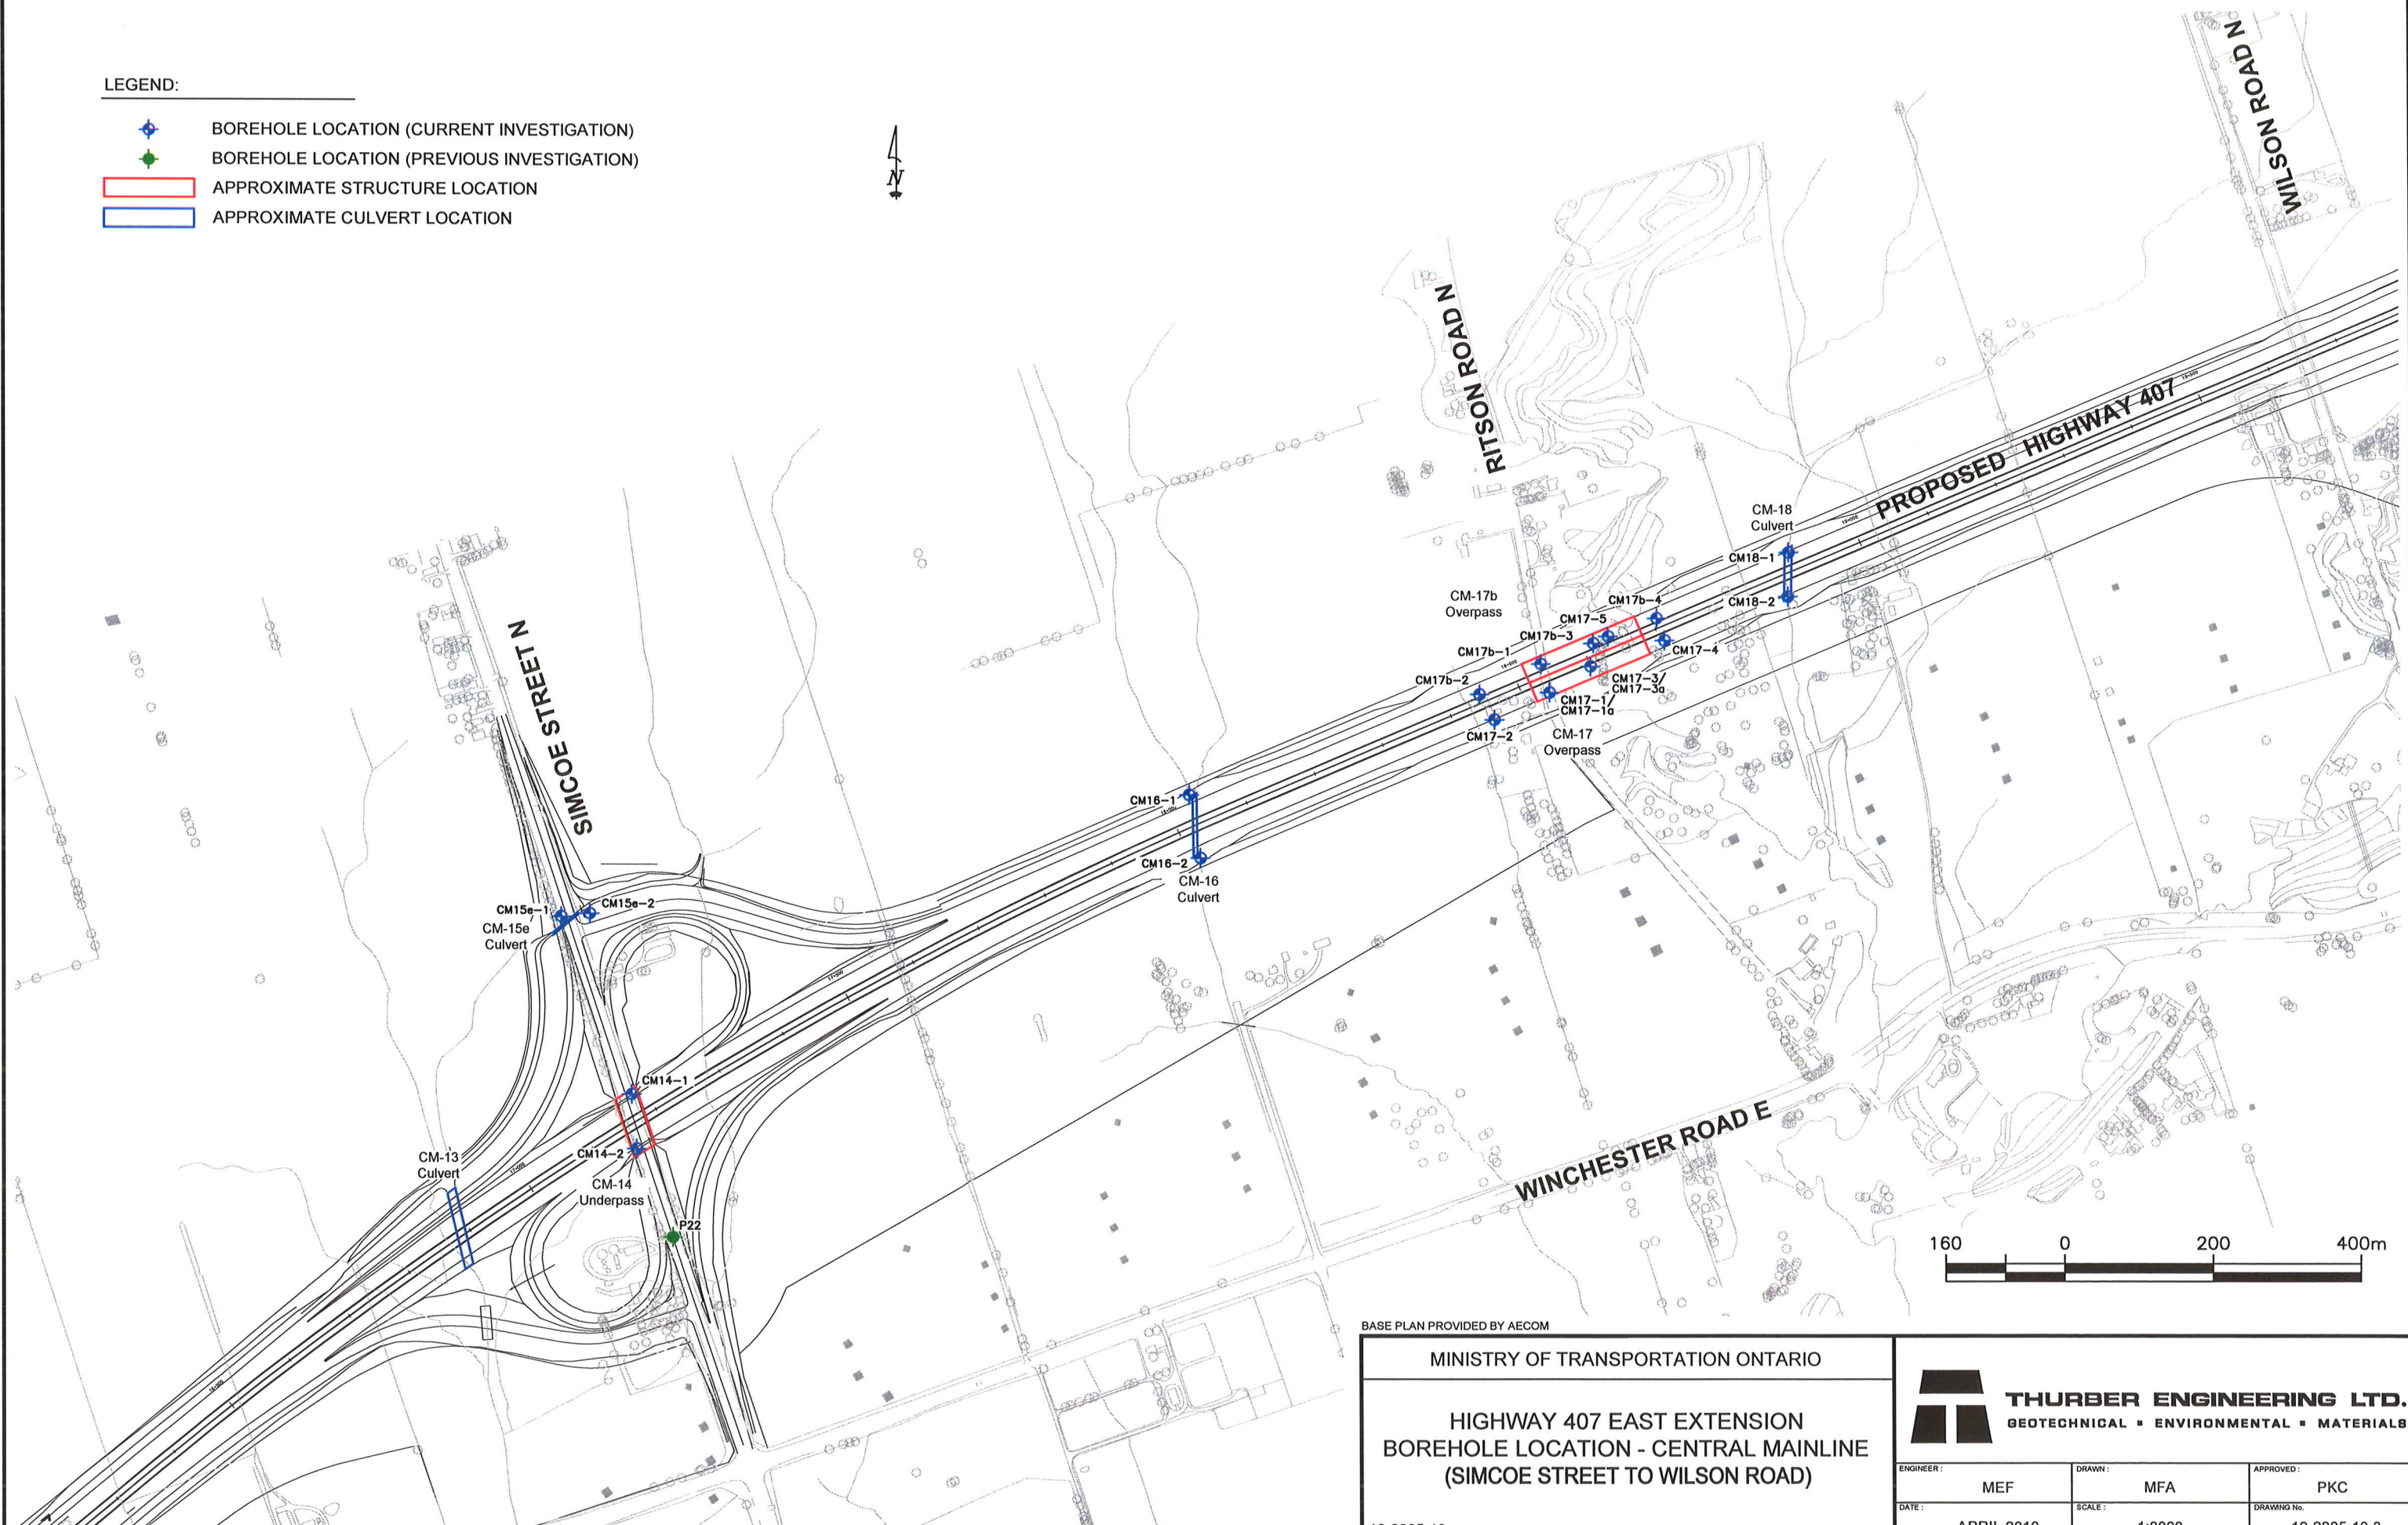 LEGEND:
BOREHOLE LOCATION (CURRENT INVESTIGATION)
BOREHOLE LOCATION (PREVIOUS INVESTIGATION)
APPROXIMATE STRUCTURE LOCATION
APPROXIMATE CULVERT LOCATION
N
WILSON ROAD N
RITSON ROAD N
PROPOSED HIGHWAY 407
SIMCOE STREET N
WINCHESTER ROAD E
CM-18
Culvert
CM18-1
CM18-2
CM-17b
Overpass
CM17b-4
CM17-5
CM17b-3
CM17b-1
CM17-4
CM17b-2
CM17-3/
CM17-3a
CM17-1/
CM17-1a
CM17-2
CM-17
Overpass
CM16-1
CM16-2
CM-16
Culvert
CM15e-1
CM15e-2
CM-15e
Culvert
CM14-1
CM14-2
CM-14
Underpass
CM-13
Culvert
P22
160 0 200 400m
BASE PLAN PROVIDED BY AECOM
MINISTRY OF TRANSPORTATION ONTARIO
HIGHWAY 407 EAST EXTENSION
BOREHOLE LOCATION - CENTRAL MAINLINE
(SIMCOE STREET TO WILSON ROAD)
THURBER ENGINEERING LTD.
GEOTECHNICAL ▪ ENVIRONMENTAL ▪ MATERIALS
ENGINEER : DRAWN : APPROVED :
MEF MFA PKC
DATE : SCALE : DRAWING No.